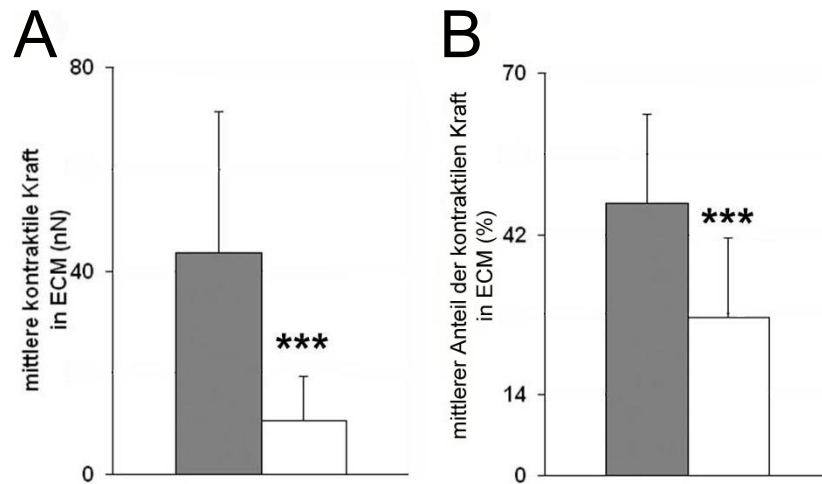 A
80
40
0
mittlere kontraktile Kraft
in ECM (nN)
***
B
70
42
14
0
mittlerer Anteil der kontraktilen Kraft
in ECM (%)
***